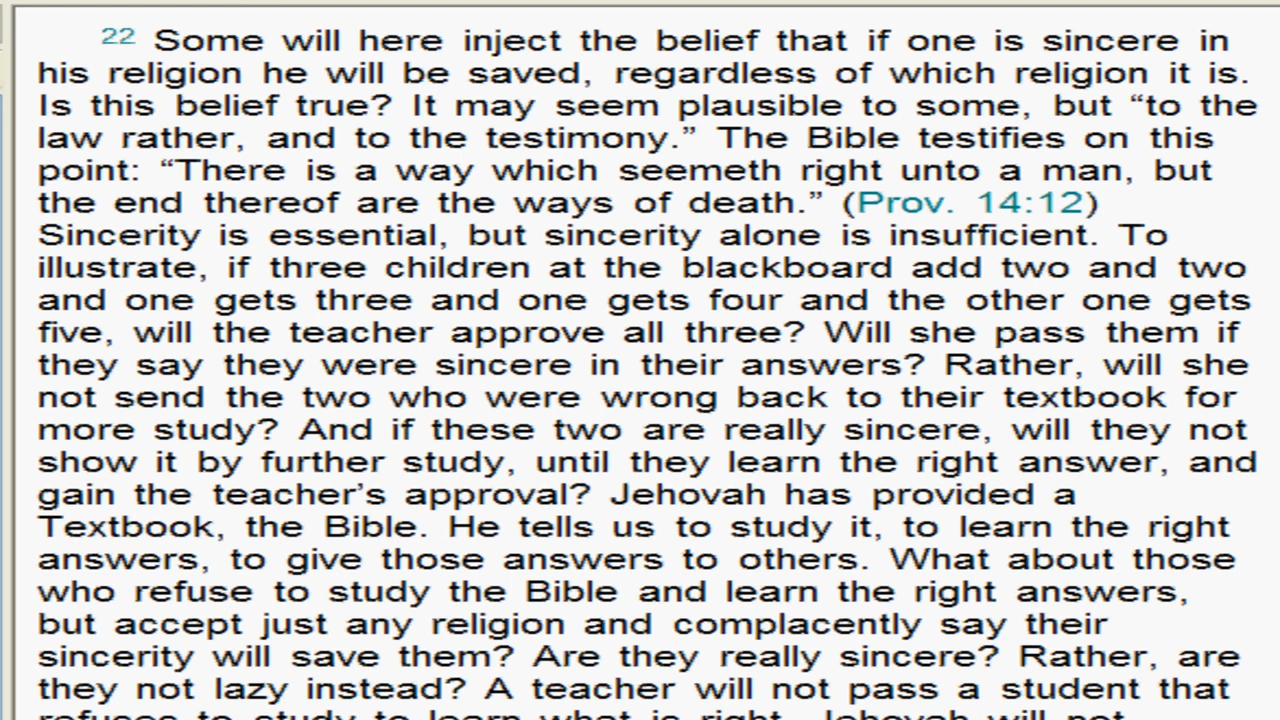 22 Some will here inject the belief that if one is sincere in
his religion he will be saved, regardless of which religion it is.
Is this belief true? It may seem plausible to some, but “to the
law rather, and to the testimony.” The Bible testifies on this
point: “There is a way which seemeth right unto a man, but
the end thereof are the ways of death.” (Prov. 14:12)
Sincerity is essential, but sincerity alone is insufficient. To
illustrate, if three children at the blackboard add two and two
and one gets three and one gets four and the other one gets
five, will the teacher approve all three? Will she pass them if
they say they were sincere in their answers? Rather, will she
not send the two who were wrong back to their textbook for
more study? And if these two are really sincere, will they not
show it by further study, until they learn the right answer, and
gain the teacher’s approval? Jehovah has provided a
Textbook, the Bible. He tells us to study it, to learn the right
answers, to give those answers to others. What about those
who refuse to study the Bible and learn the right answers,
but accept just any religion and complacently say their
sincerity will save them? Are they really sincere? Rather, are
they not lazy instead? A teacher will not pass a student that
refuses to study to learn what is right. Jehovah will not